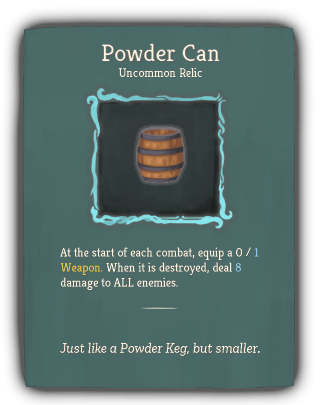 Powder Can
Uncommon Relic
At the start of each combat, equip a 0 / 1
Weapon. When it is destroyed, deal 8
damage to ALL enemies.
Just like a Powder Keg, but smaller.